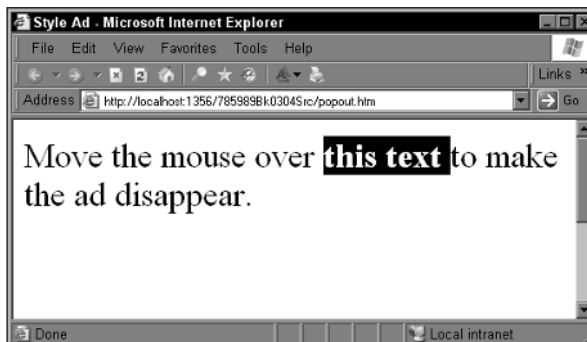 Style Ad - Microsoft Internet Explorer
File Edit View Favorites Tools Help
Links »
Address http://localhost:1356/785989Bk0304Src/popout.htm Go
Move the mouse over this text to make
the ad disappear.
Done Local intranet